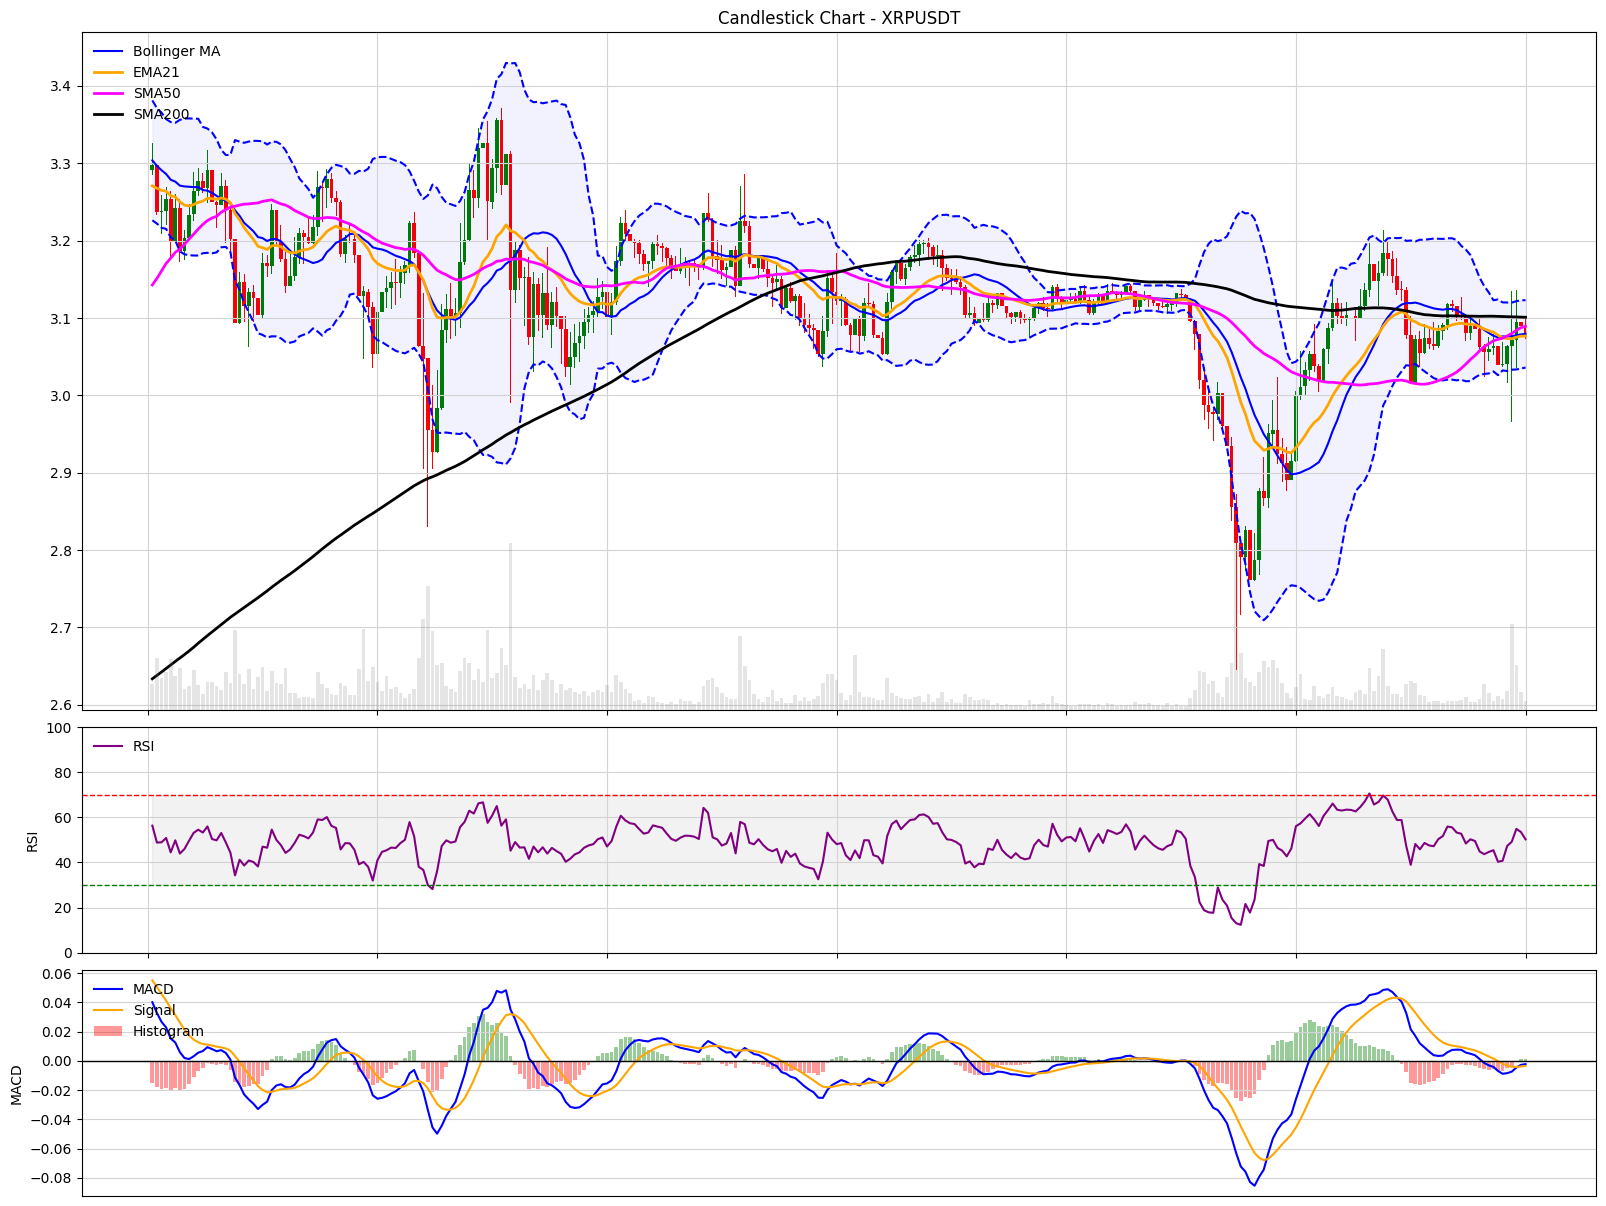 Candlestick Chart - XRPUSDT
Bollinger MA
EMA21
SMA50
SMA200
3.4
3.3
3.2
3.1
3.0
2.9
2.8
2.7
2.6
RSI
RSI
100
80
60
40
20
0
MACD
MACD
Signal
Histogram
0.06
0.04
0.02
0.00
−0.02
−0.04
−0.06
−0.08